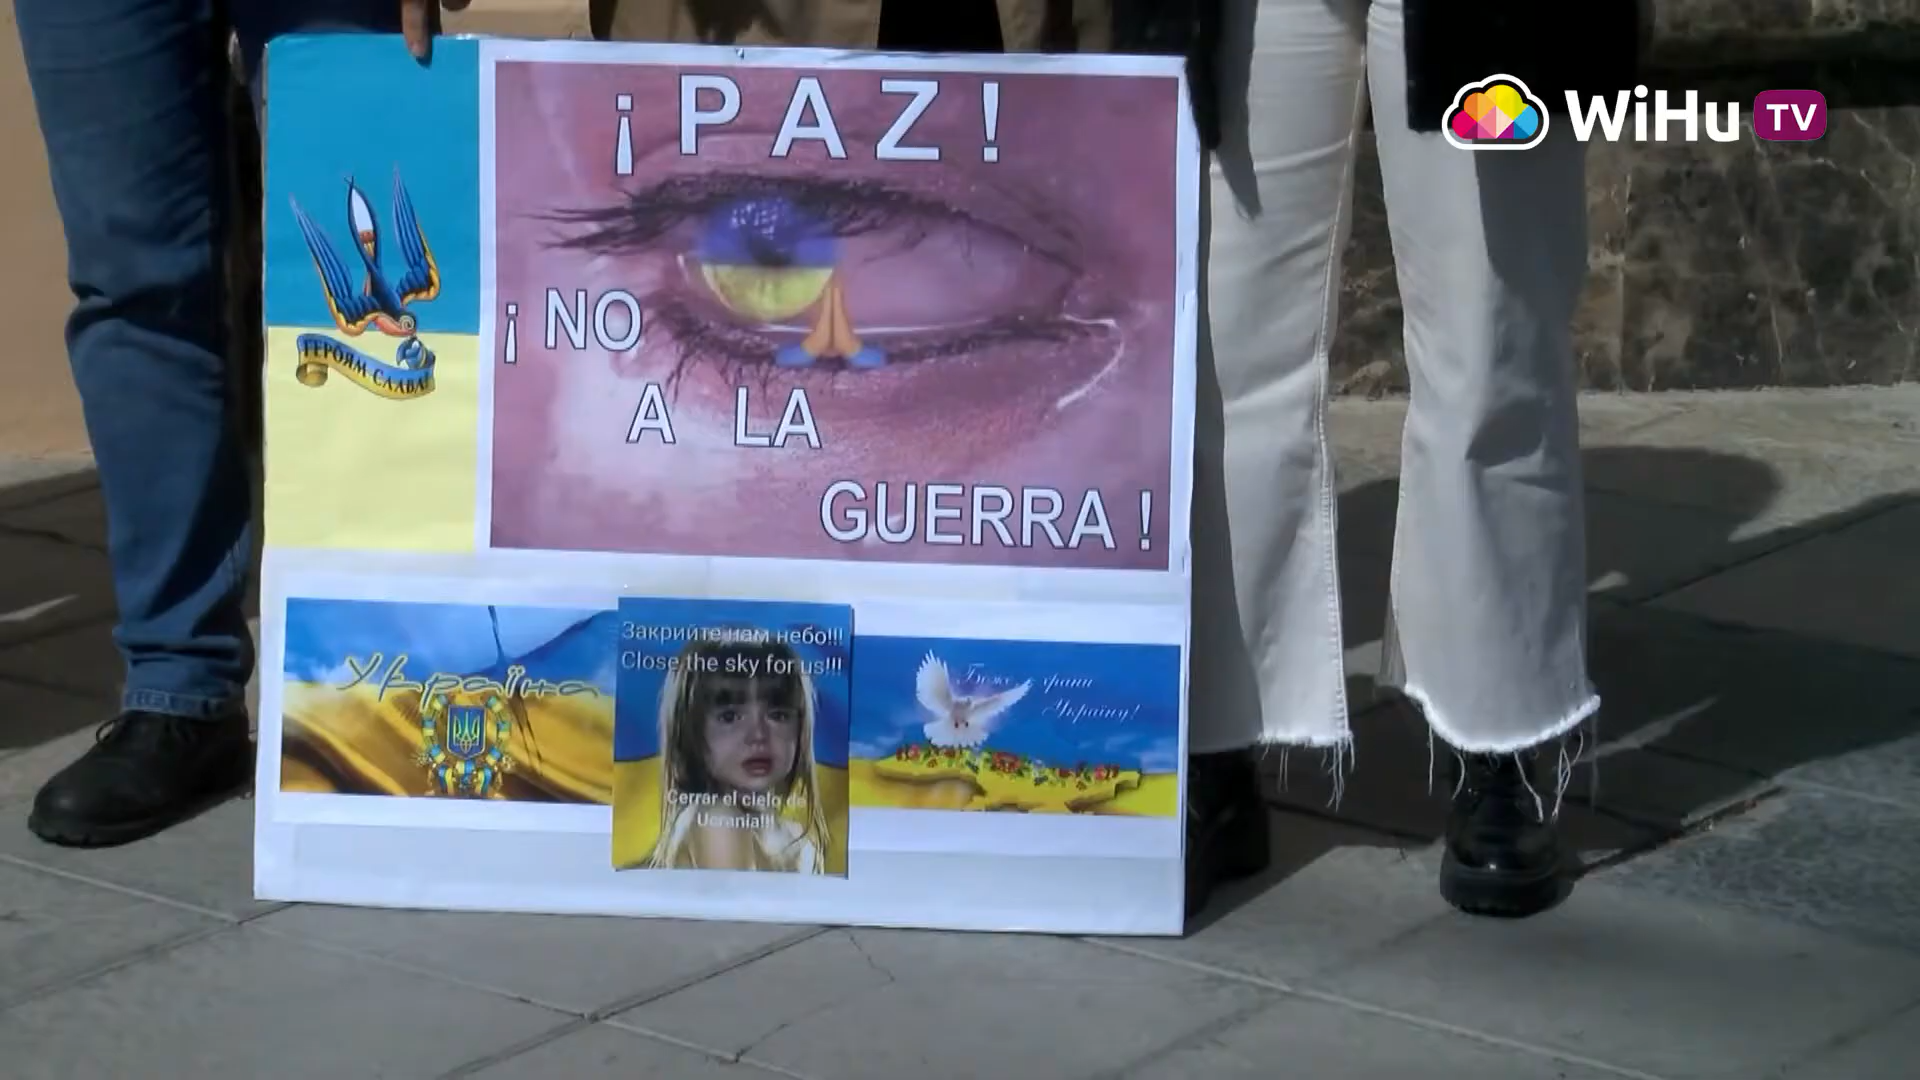 ¡PAZ!
WiHu TV
¡NO
A LA
GUERRA!
ГЕРОЯМ СЛАВА!
Україна
Закрийте нам небо!!!
Close the sky for us!!!
Cerrar el cielo de
Ucrania!!!
Боже, храни
Україну!